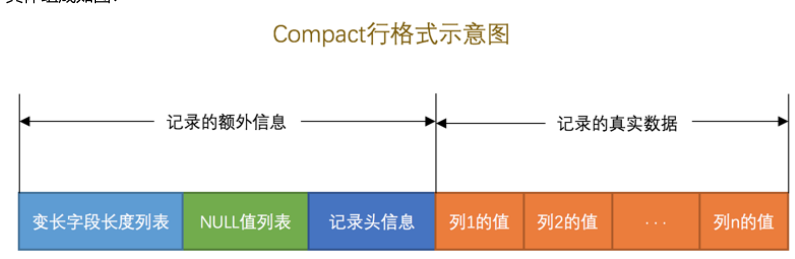 Compact行格式示意图
记录的额外信息 记录的真实数据
变长字段长度列表 NULL值列表 记录头信息 列1的值 列2的值 ... 列n的值